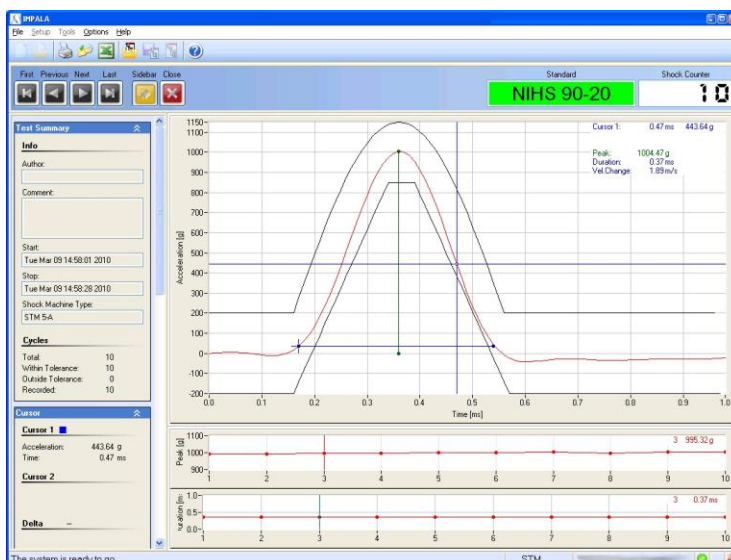 IMPALA
File Setup Tools Options Help
First Previous Next Last Sidebar Close
Standard
NIHS 90-20
Shock Counter
10
Test Summary
Info
Author:
Comment:
Start:
Tue Mar 09 14:58:01 2010
Stop:
Tue Mar 09 14:58:28 2010
Shock Machine Type:
STM 5-A
Cycles
Total: 10
Within Tolerance: 10
Outside Tolerance: 0
Recorded: 10
Cursor
Cursor 1
Acceleration: 443.64 g
Time: 0.47 ms
Cursor 2
Delta –
Cursor 1: 0.47 ms 443.64 g
Peak: 1004.47 g
Duration: 0.37 ms
Vel.Change: 1.89 m/s
Acceleration [g]
1150
1100
1000
900
800
700
600
500
400
300
200
100
0
-100
-200
0.0 0.1 0.2 0.3 0.4 0.5 0.6 0.7 0.8 0.9 1.0
Time [ms]
Peak [g]
1100
1000
900
3 995.32 g
1 2 3 4 5 6 7 8 9 10
uration [m
1.0
0.5
0.0
3 0.37 ms
1 2 3 4 5 6 7 8 9 10
The system is ready to go
STM